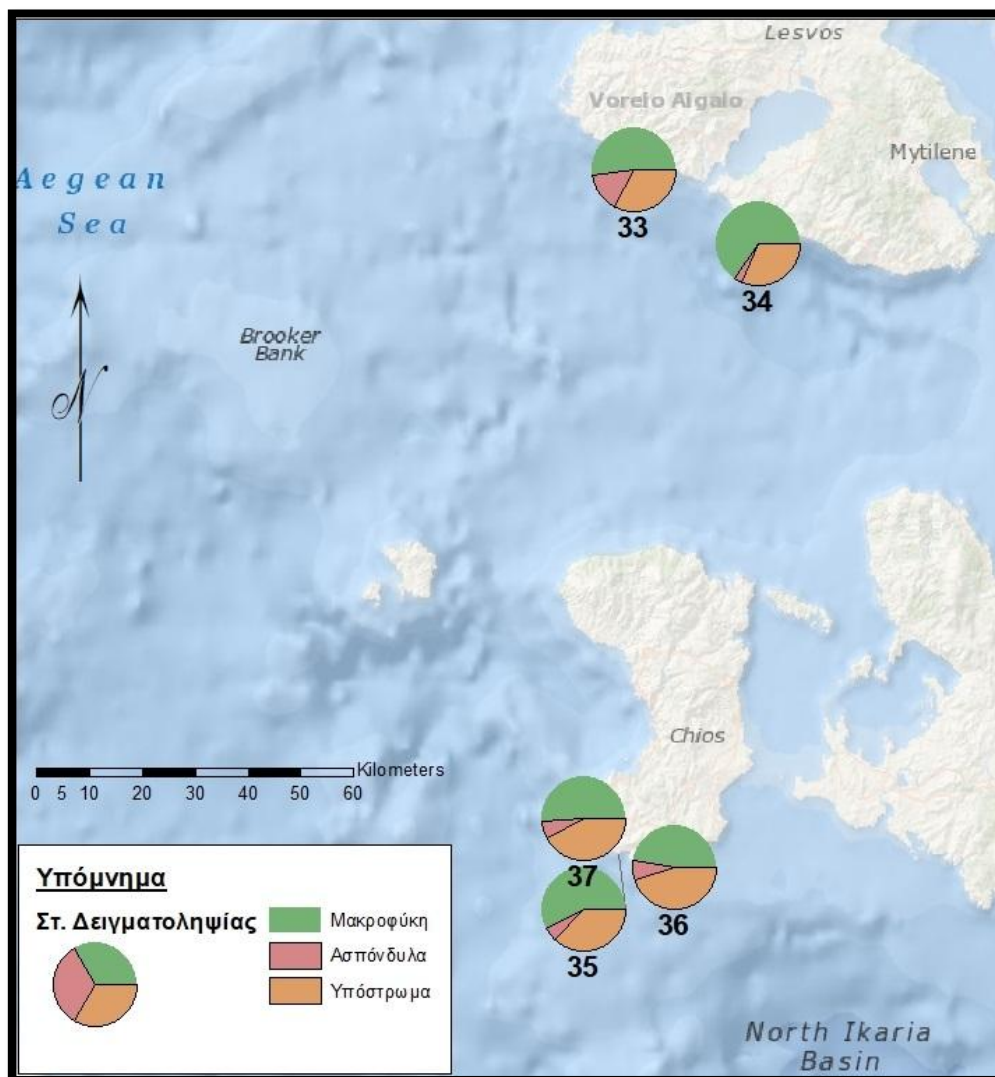 Lesvos
Voreio Aigaio
Mytilene
Aegean
Sea
33
34
Brooker
Bank
N
Chios
Kilometers
0 5 10 20 30 40 50 60
37
36
35
Υπόμνημα
Στ. Δειγματοληψίας
Μακροφύκη
Ασπόνδυλα
Υπόστρωμα
North Ikaria
Basin